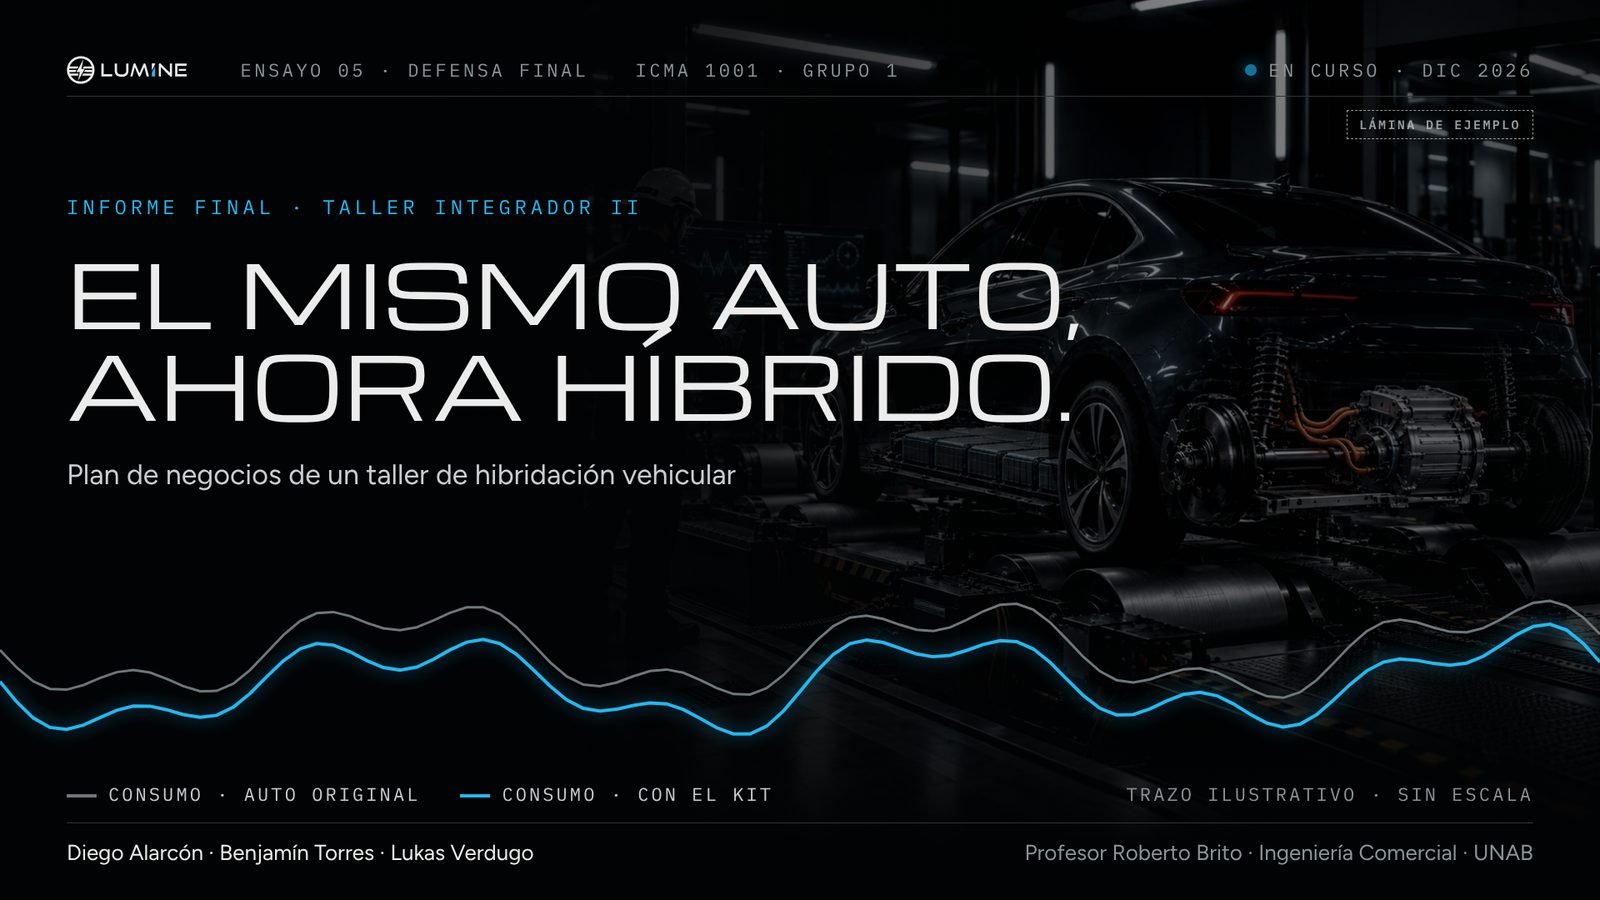 LUMINE
ENSAYO 05 · DEFENSA FINAL
ICMA 1001 · GRUPO 1
EN CURSO · DIC 2026
LÁMINA DE EJEMPLO
INFORME FINAL · TALLER INTEGRADOR II
EL MISMO AUTO,
AHORA HÍBRIDO.
Plan de negocios de un taller de hibridación vehicular
CONSUMO · AUTO ORIGINAL
CONSUMO · CON EL KIT
TRAZO ILUSTRATIVO · SIN ESCALA
Diego Alarcón · Benjamín Torres · Lukas Verdugo
Profesor Roberto Brito · Ingeniería Comercial · UNAB